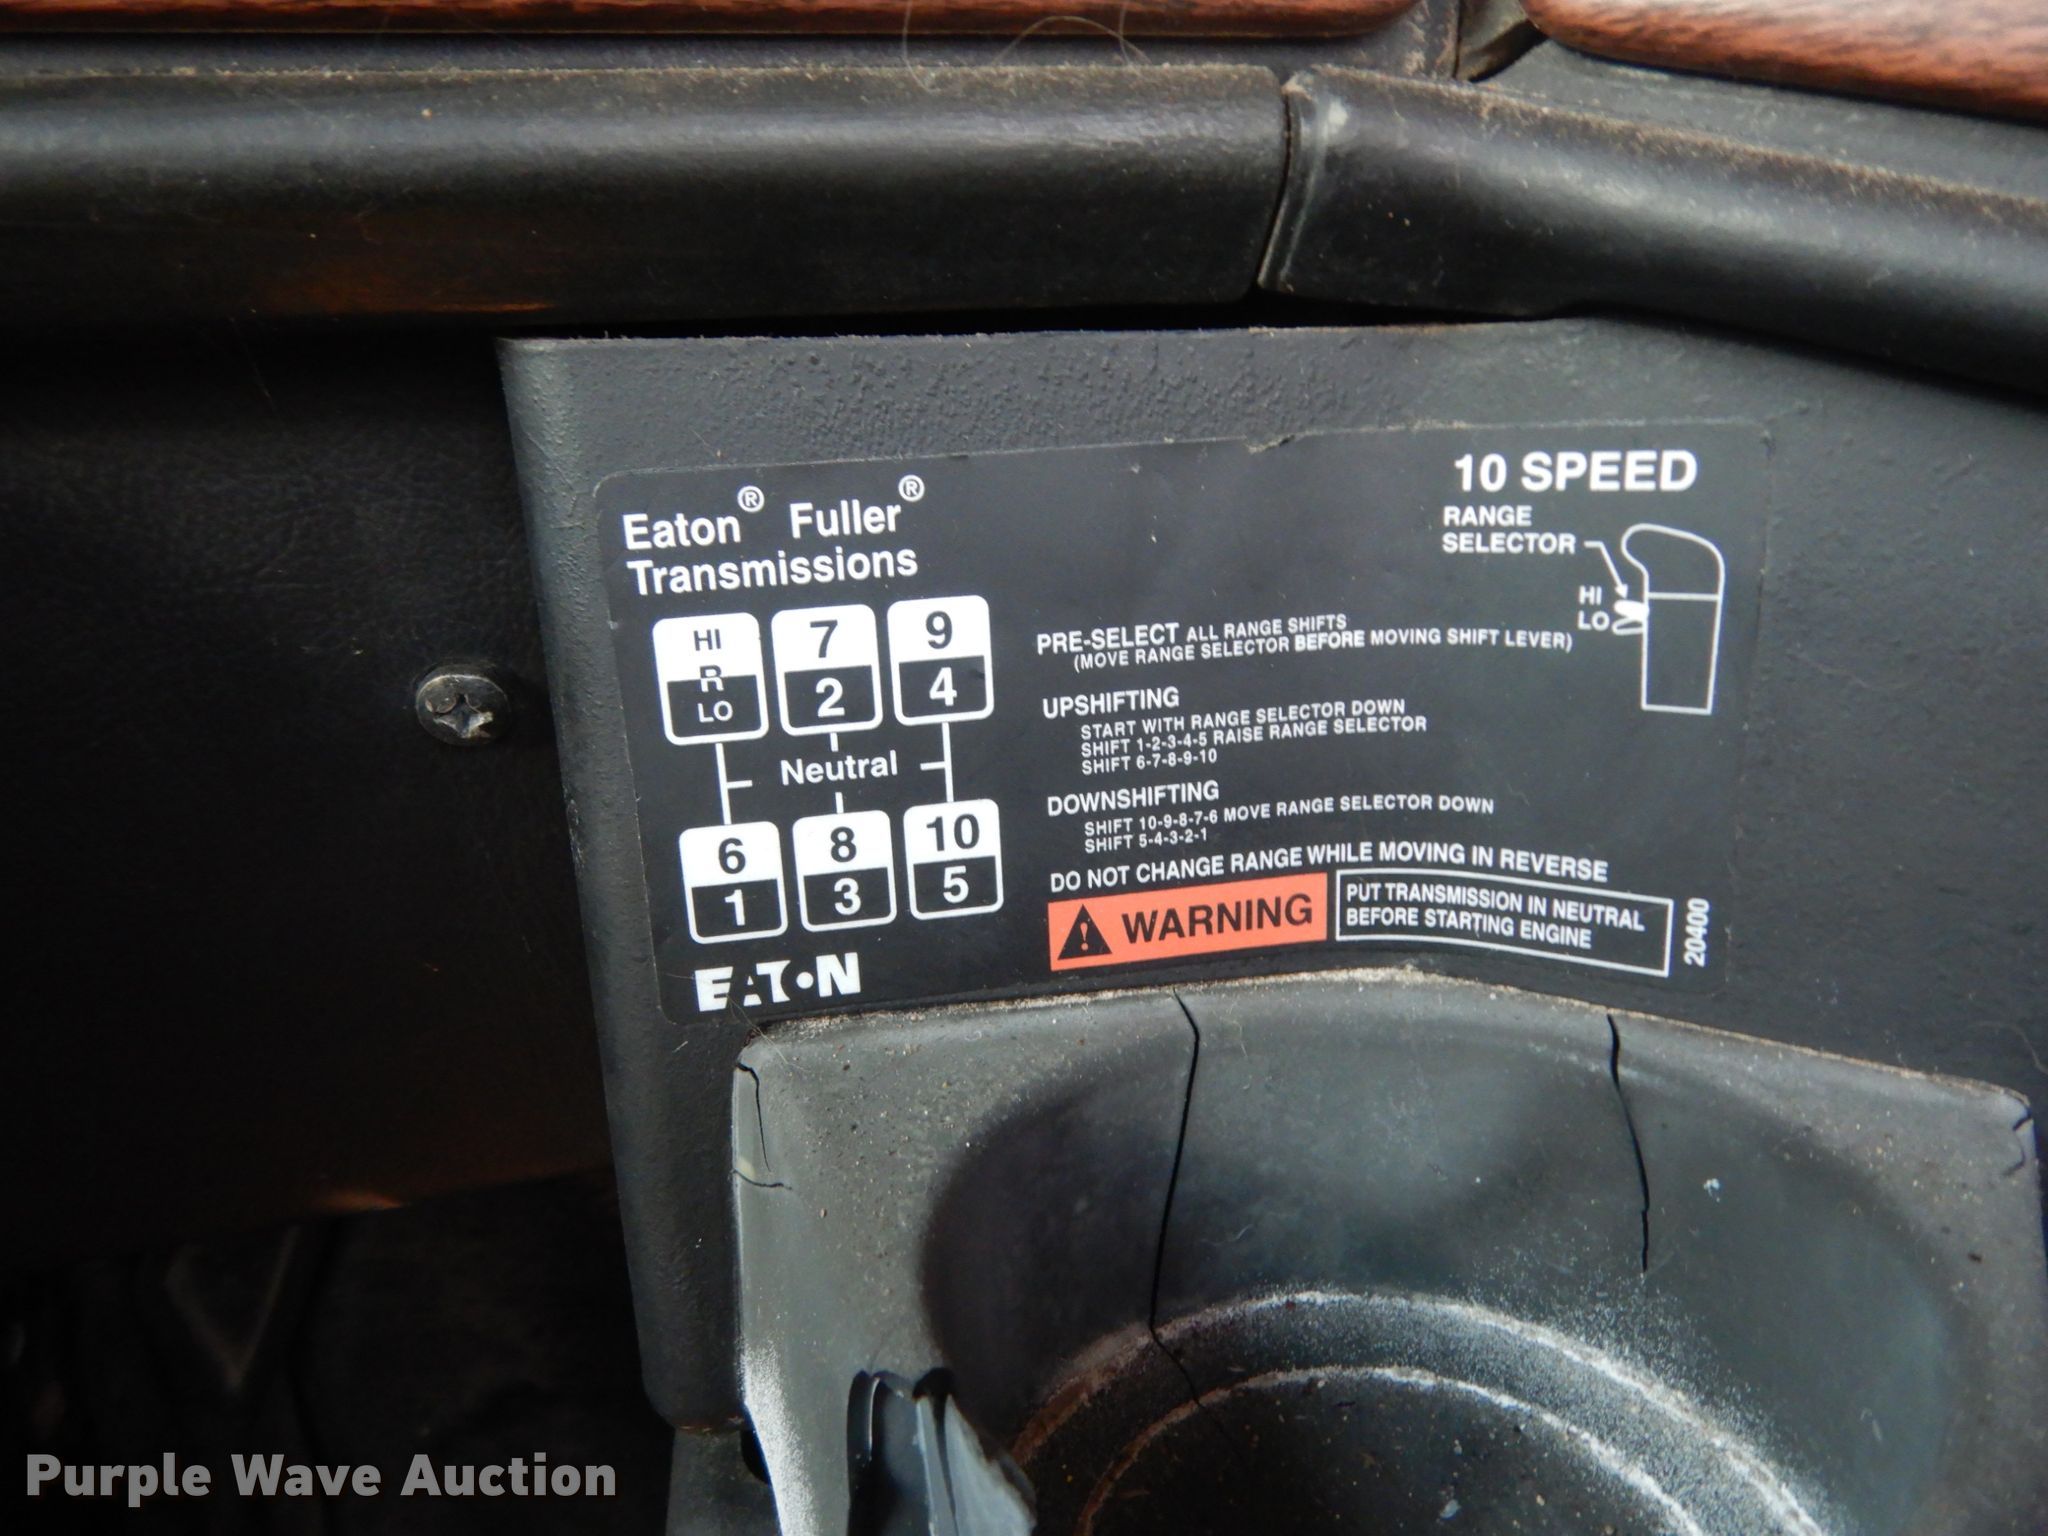 Eaton® Fuller®
Transmissions
HI
R
LO
7
2
9
4
Neutral
6
1
8
3
10
5
EATON
10 SPEED
RANGE
SELECTOR
HI
LO
PRE-SELECT ALL RANGE SHIFTS
(MOVE RANGE SELECTOR BEFORE MOVING SHIFT LEVER)
UPSHIFTING
START WITH RANGE SELECTOR DOWN
SHIFT 1-2-3-4-5 RAISE RANGE SELECTOR
SHIFT 6-7-8-9-10
DOWNSHIFTING
SHIFT 10-9-8-7-6 MOVE RANGE SELECTOR DOWN
SHIFT 5-4-3-2-1
DO NOT CHANGE RANGE WHILE MOVING IN REVERSE
WARNING
PUT TRANSMISSION IN NEUTRAL
BEFORE STARTING ENGINE
20400
Purple Wave Auction